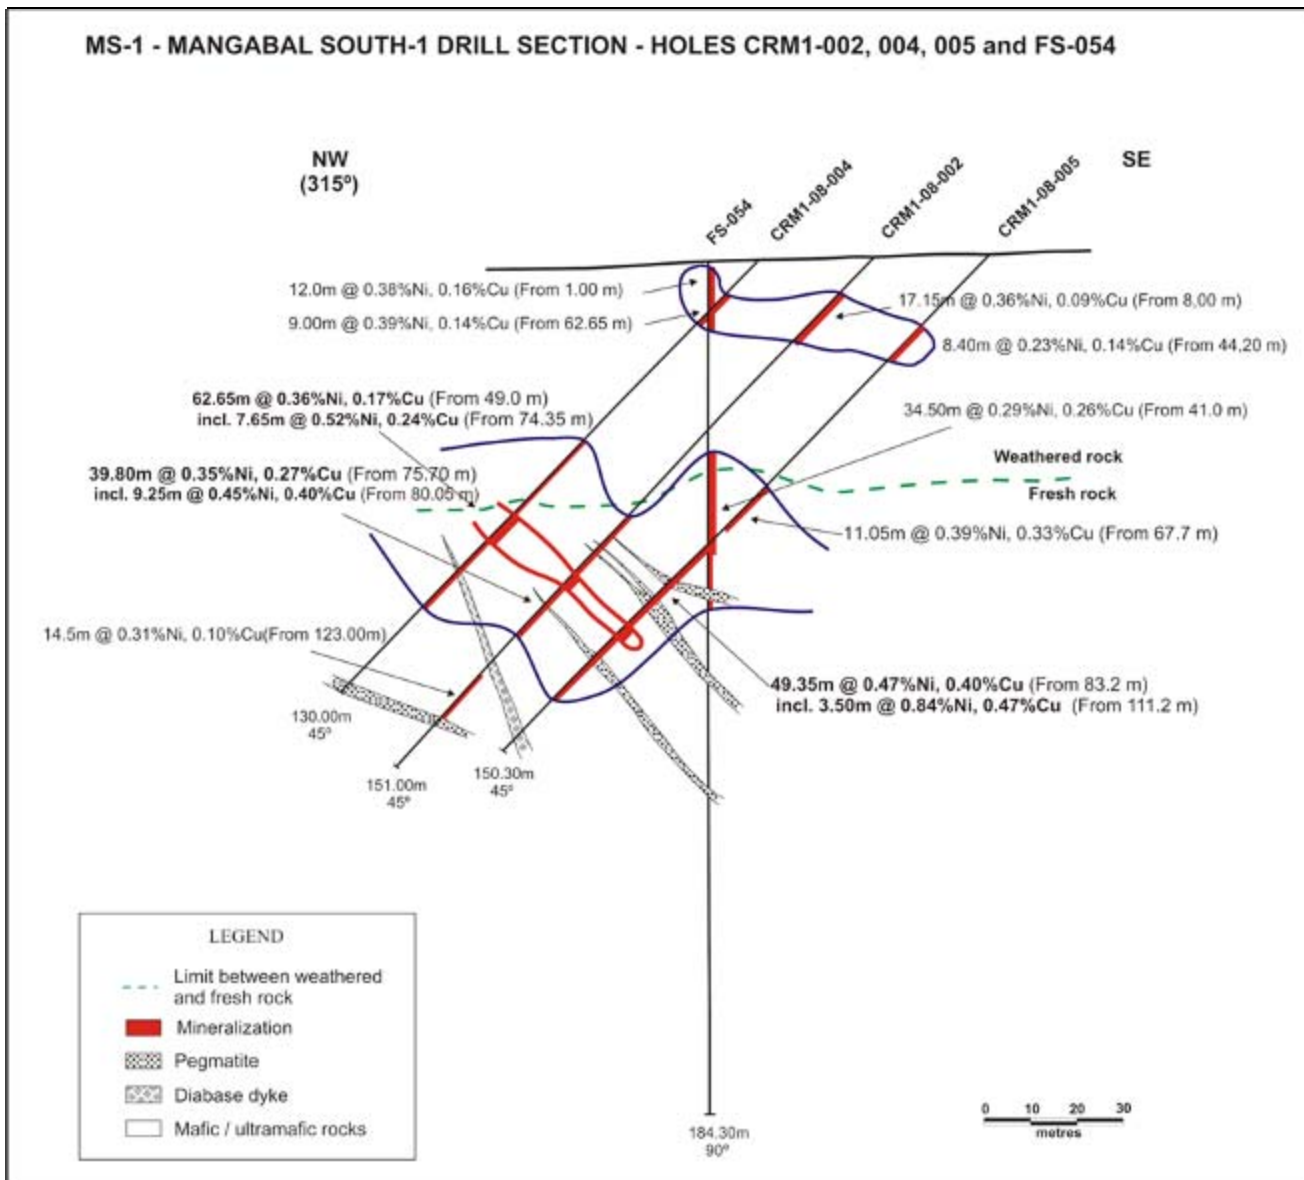 MS-1 - MANGABAL SOUTH-1 DRILL SECTION - HOLES CRM1-002, 004, 005 and FS-054
NW
(315º)
SE
FS-054
CRM1-08-004
CRM1-08-002
CRM1-08-005
12.0m @ 0.38%Ni, 0.16%Cu (From 1.00 m)
9.00m @ 0.39%Ni, 0.14%Cu (From 62.65 m)
17.15m @ 0.36%Ni, 0.09%Cu (From 8,00 m)
8.40m @ 0.23%Ni, 0.14%Cu (From 44,20 m)
62.65m @ 0.36%Ni, 0.17%Cu (From 49.0 m)
incl. 7.65m @ 0.52%Ni, 0.24%Cu (From 74.35 m)
34.50m @ 0.29%Ni, 0.26%Cu (From 41.0 m)
39.80m @ 0.35%Ni, 0.27%Cu (From 75.70 m)
incl. 9.25m @ 0.45%Ni, 0.40%Cu (From 80.05 m)
Weathered rock
Fresh rock
11.05m @ 0.39%Ni, 0.33%Cu (From 67.7 m)
14.5m @ 0.31%Ni, 0.10%Cu(From 123.00m)
49.35m @ 0.47%Ni, 0.40%Cu (From 83.2 m)
incl. 3.50m @ 0.84%Ni, 0.47%Cu (From 111.2 m)
130.00m
45º
151.00m
45º
150.30m
45º
184.30m
90º
LEGEND
Limit between weathered
and fresh rock
Mineralization
Pegmatite
Diabase dyke
Mafic / ultramafic rocks
0 10 20 30
metres